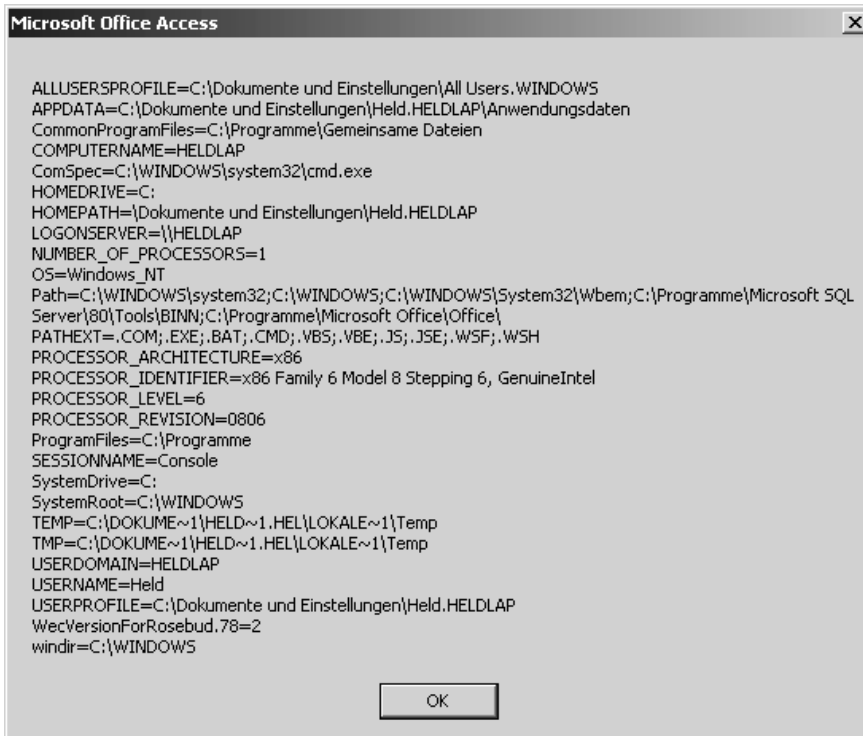 Microsoft Office Access
ALLUSERSPROFILE=C:\Dokumente und Einstellungen\All Users.WINDOWS
APPDATA=C:\Dokumente und Einstellungen\Held.HELDLAP\Anwendungsdaten
CommonProgramFiles=C:\Programme\Gemeinsame Dateien
COMPUTERNAME=HELDLAP
ComSpec=C:\WINDOWS\system32\cmd.exe
HOMEDRIVE=C:
HOMEPATH=\Dokumente und Einstellungen\Held.HELDLAP
LOGONSERVER=\\HELDLAP
NUMBER_OF_PROCESSORS=1
OS=Windows_NT
Path=C:\WINDOWS\system32;C:\WINDOWS;C:\WINDOWS\System32\Wbem;C:\Programme\Microsoft SQL
Server\80\Tools\BINN;C:\Programme\Microsoft Office\Office\
PATHEXT=.COM;.EXE;.BAT;.CMD;.VBS;.VBE;.JS;.JSE;.WSF;.WSH
PROCESSOR_ARCHITECTURE=x86
PROCESSOR_IDENTIFIER=x86 Family 6 Model 8 Stepping 6, GenuineIntel
PROCESSOR_LEVEL=6
PROCESSOR_REVISION=0806
ProgramFiles=C:\Programme
SESSIONNAME=Console
SystemDrive=C:
SystemRoot=C:\WINDOWS
TEMP=C:\DOKUME~1\HELD~1.HEL\LOKALE~1\Temp
TMP=C:\DOKUME~1\HELD~1.HEL\LOKALE~1\Temp
USERDOMAIN=HELDLAP
USERNAME=Held
USERPROFILE=C:\Dokumente und Einstellungen\Held.HELDLAP
WecVersionForRosebud.78=2
windir=C:\WINDOWS
OK